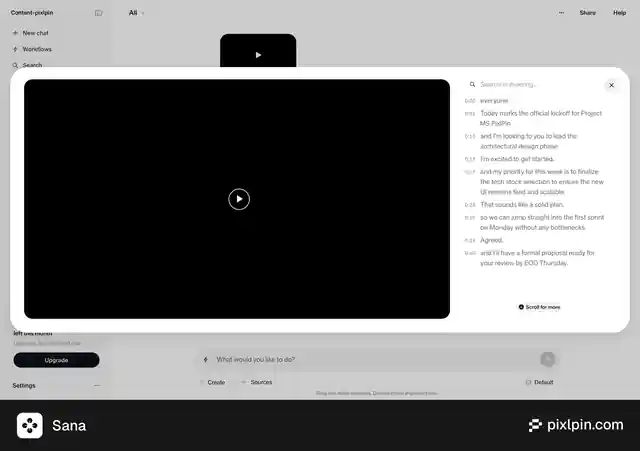 Content-pixlpin
All
Share
Help
New chat
Workflows
Search
everyone
Today marks the official kickoff for Project
MS PixlPin
and I'm looking to you to lead the
architectural design phase.
I'm excited to get started.
and my priority for this week is to finalize
the tech stock selection to ensure the new
UI remains fixed and scalable.
That sounds like a solid plan.
so we can jump straight into the first sprint
on Monday without any bottlenecks.
Agreed.
and I'll have a formal proposal ready for
your review by EOD Thursday.
Scroll for more
left this month
Upgrade
Settings
What would you like to do?
Create
Sources
Default
Sana
pixlpin.com